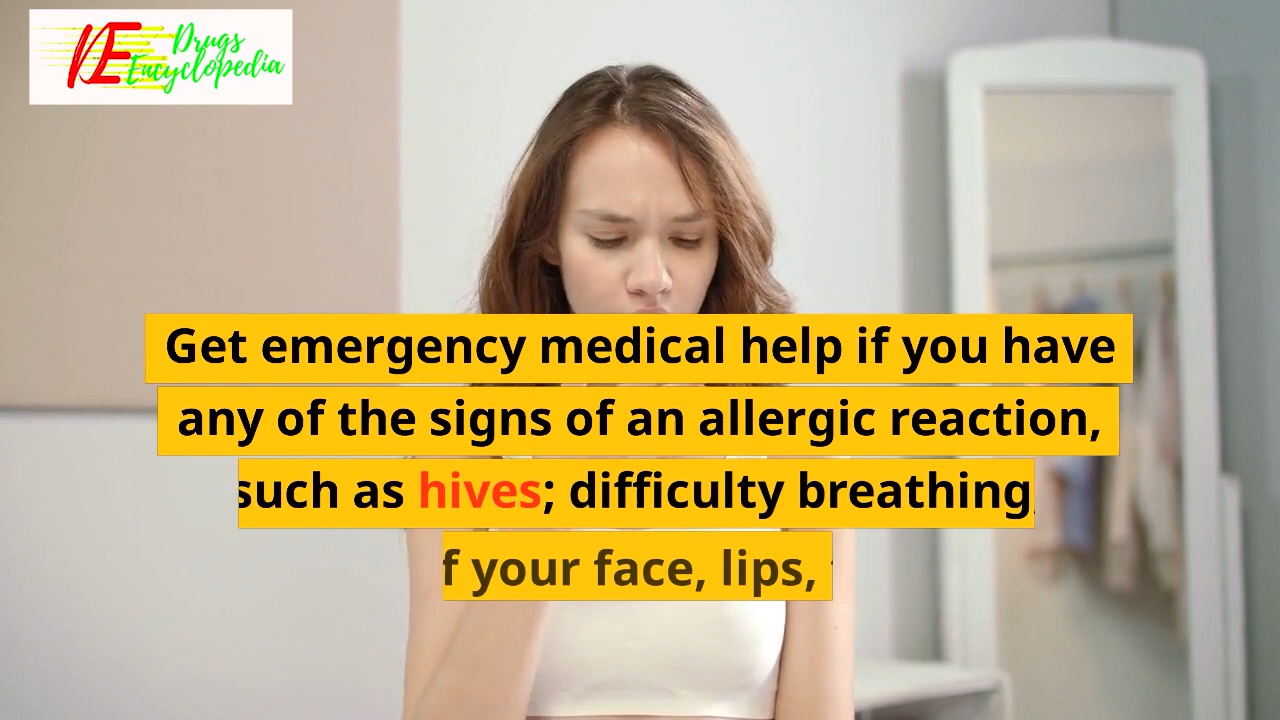 DE Drugs
Encyclopedia
Get emergency medical help if you have
any of the signs of an allergic reaction,
such as hives; difficulty breathing
your face, lips,